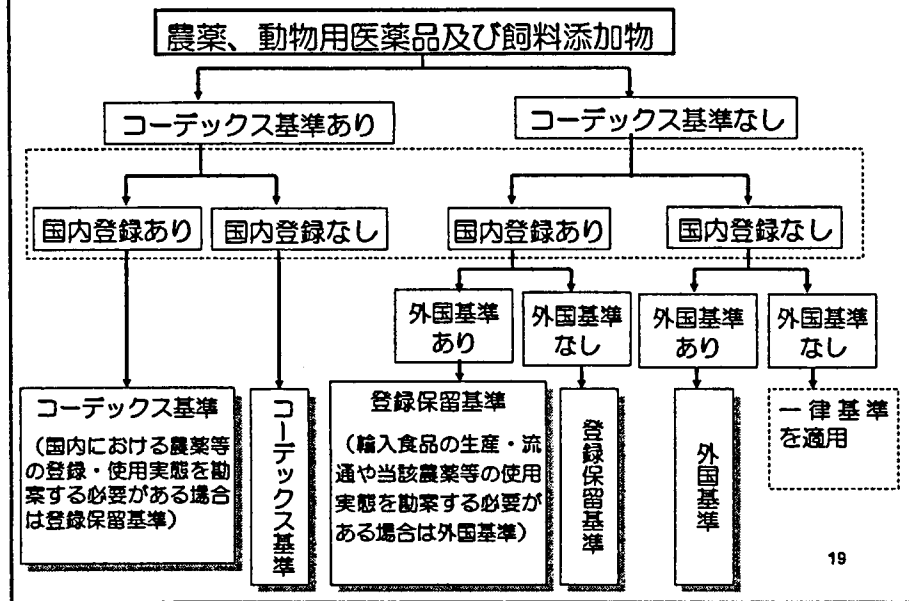 農薬、動物用医薬品及び飼料添加物
コーデックス基準あり
コーデックス基準なし
国内登録あり
国内登録なし
国内登録あり
国内登録なし
外国基準
あり
外国基準
なし
外国基準
あり
外国基準
なし
コーデックス基準
(国内における農薬等
の登録・使用実態を勘
案する必要がある場合
は登録保留基準)
コーデックス基準
登録保留基準
(輸入食品の生産・流
通や当該農薬等の使用
実態を勘案する必要が
ある場合は外国基準)
登録保留基準
外国基準
一律基準
を適用
19